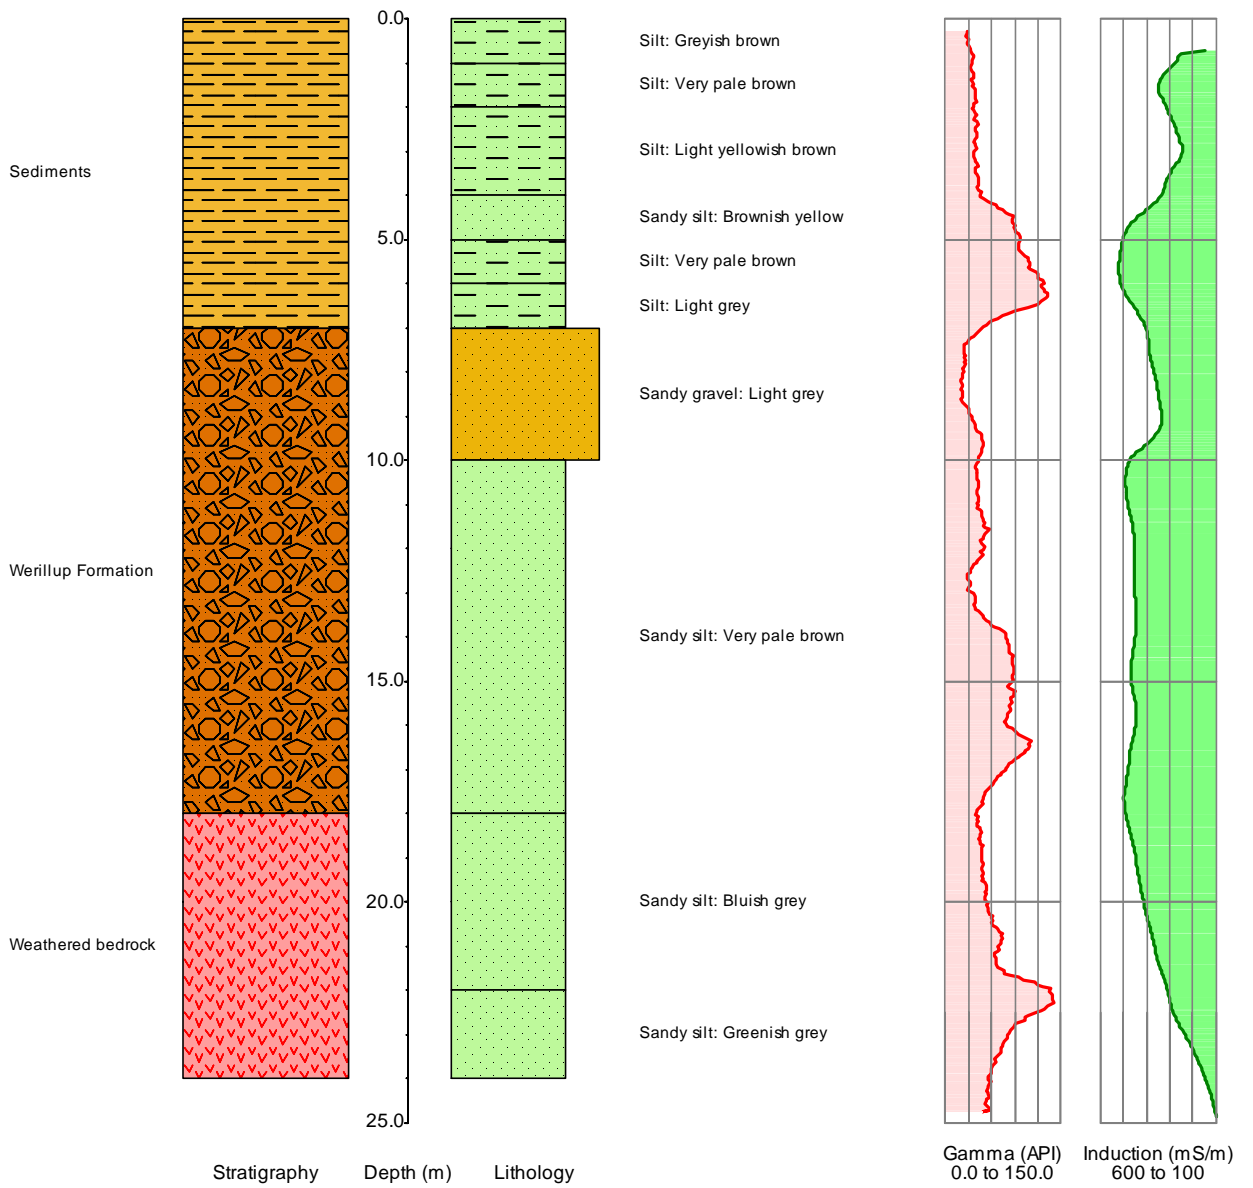 0.0
Silt: Greyish brown
Silt: Very pale brown
Silt: Light yellowish brown
Sediments
Sandy silt: Brownish yellow
5.0
Silt: Very pale brown
Silt: Light grey
Sandy gravel: Light grey
10.0
Werillup Formation
Sandy silt: Very pale brown
15.0
Sandy silt: Bluish grey
20.0
Weathered bedrock
Sandy silt: Greenish grey
25.0
Stratigraphy
Depth (m)
Lithology
Gamma (API)
0.0 to 150.0
Induction (mS/m)
600 to 100